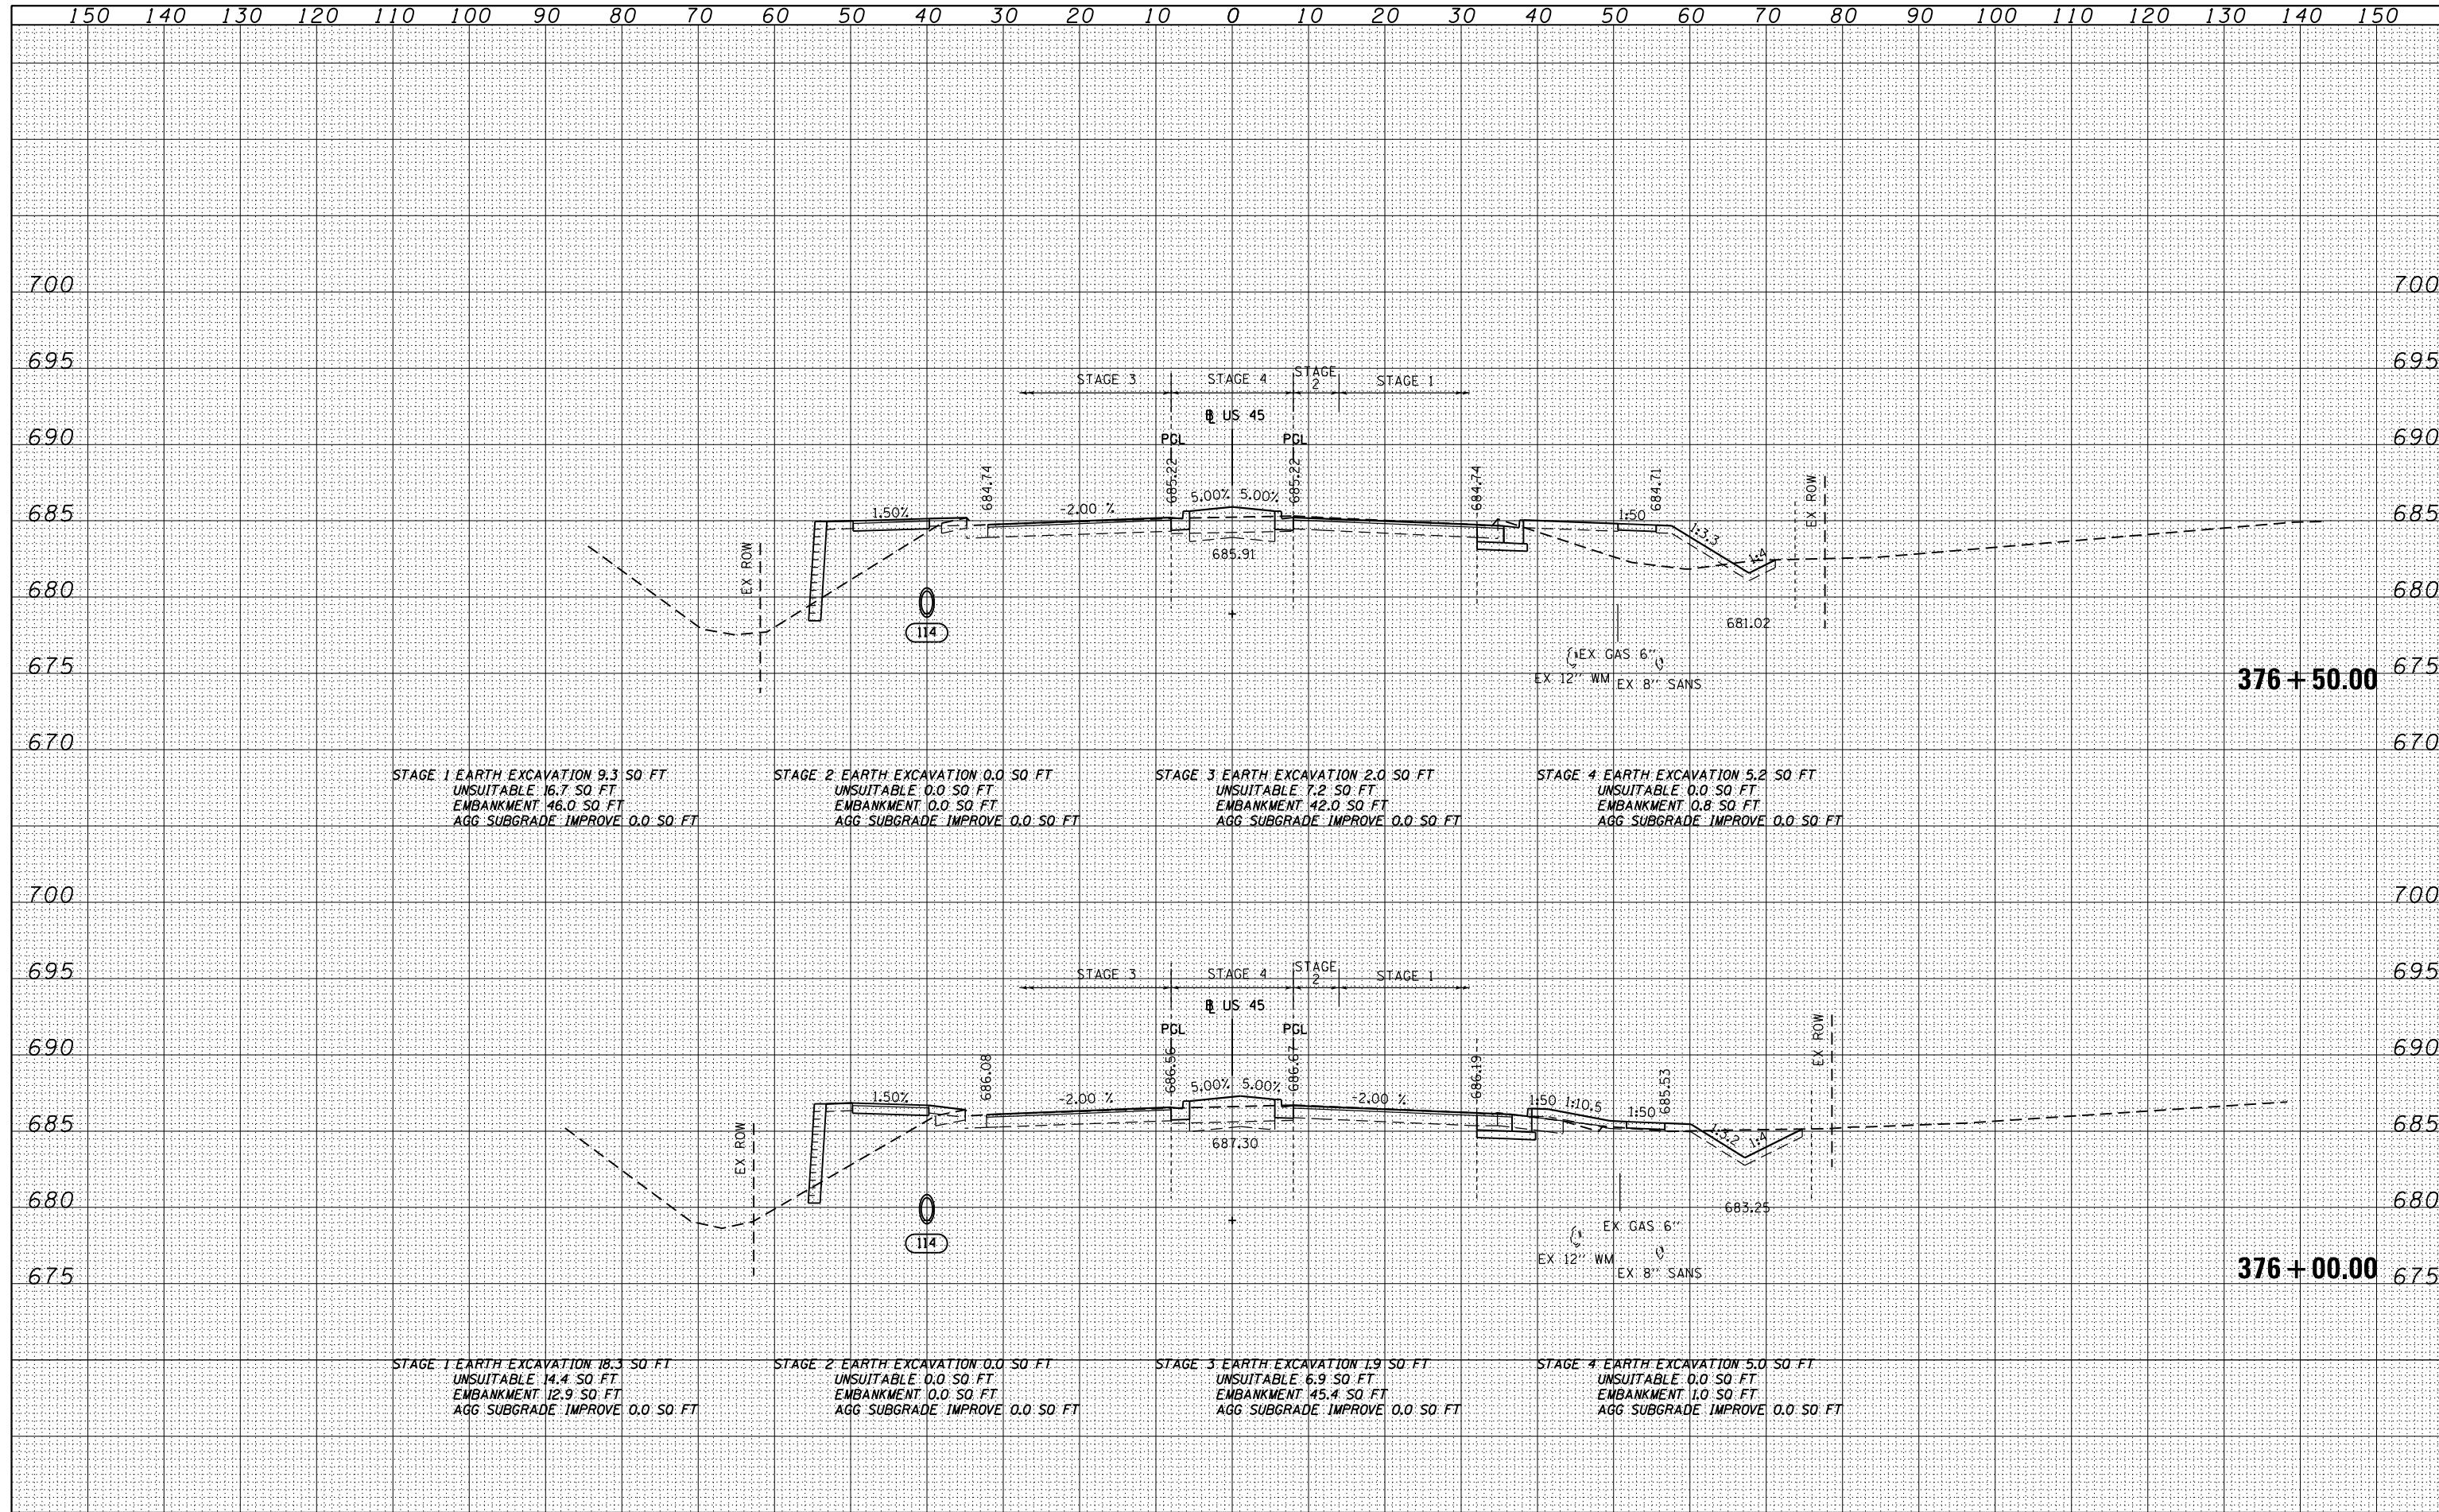 150 140 130 120 110 100 90 80 70 60 50 40 30 20 10 0 10 20 30 40 50 60 70 80 90 100 110 120 130 140 150
700 700
695 695
STAGE 3 STAGE 4 STAGE 2 STAGE 1
℄ US 45
690 PGL PGL 690
684.74 685.22 685.22 684.74 684.71 EX ROW
1.50% -2.00 % 5.00% 5.00% 1:50
685 685
1:3.3 1:4
685.91
EX ROW
680 680
114 681.02
EX GAS 6"
675 675
EX 12" WM EX 8" SANS
376+50.00
670 670
STAGE 1 EARTH EXCAVATION 9.3 SQ FT STAGE 2 EARTH EXCAVATION 0.0 SQ FT STAGE 3 EARTH EXCAVATION 2.0 SQ FT STAGE 4 EARTH EXCAVATION 5.2 SQ FT
UNSUITABLE 16.7 SQ FT UNSUITABLE 0.0 SQ FT UNSUITABLE 7.2 SQ FT UNSUITABLE 0.0 SQ FT
EMBANKMENT 46.0 SQ FT EMBANKMENT 0.0 SQ FT EMBANKMENT 42.0 SQ FT EMBANKMENT 0.8 SQ FT
AGG SUBGRADE IMPROVE 0.0 SQ FT AGG SUBGRADE IMPROVE 0.0 SQ FT AGG SUBGRADE IMPROVE 0.0 SQ FT AGG SUBGRADE IMPROVE 0.0 SQ FT
700 700
695 695
STAGE 3 STAGE 4 STAGE 2 STAGE 1
℄ US 45
PGL PGL
690 EX ROW 690
686.08 686.56 686.67 686.19 685.53
1.50% -2.00 % 5.00% 5.00% -2.00 % 1:50 1:10.5 1:50
685 685
1:3.2 1:4
687.30
EX ROW
680 683.25 680
114
EX GAS 6"
EX 12" WM
EX 8" SANS
376+00.00
675 675
STAGE 1 EARTH EXCAVATION 18.3 SQ FT STAGE 2 EARTH EXCAVATION 0.0 SQ FT STAGE 3 EARTH EXCAVATION 1.9 SQ FT STAGE 4 EARTH EXCAVATION 5.0 SQ FT
UNSUITABLE 14.4 SQ FT UNSUITABLE 0.0 SQ FT UNSUITABLE 6.9 SQ FT UNSUITABLE 0.0 SQ FT
EMBANKMENT 12.9 SQ FT EMBANKMENT 0.0 SQ FT EMBANKMENT 45.4 SQ FT EMBANKMENT 1.0 SQ FT
AGG SUBGRADE IMPROVE 0.0 SQ FT AGG SUBGRADE IMPROVE 0.0 SQ FT AGG SUBGRADE IMPROVE 0.0 SQ FT AGG SUBGRADE IMPROVE 0.0 SQ FT